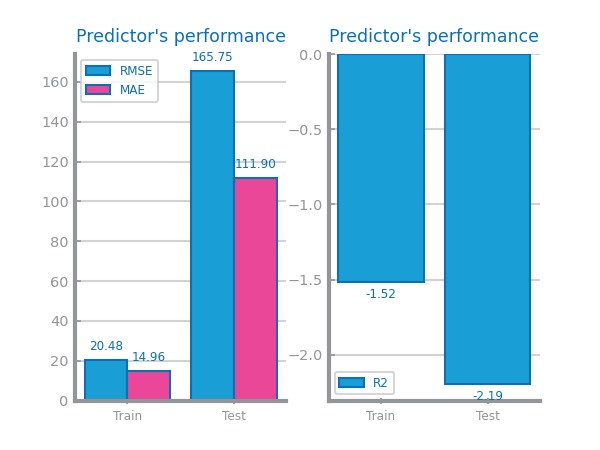 Predictor's performance
165.75
RMSE
MAE
160
140
120
111.90
100
80
60
40
20.48
14.96
20
0
Train
Test
Predictor's performance
0.0
−0.5
−1.0
−1.5
-1.52
−2.0
R2
-2.19
Train
Test